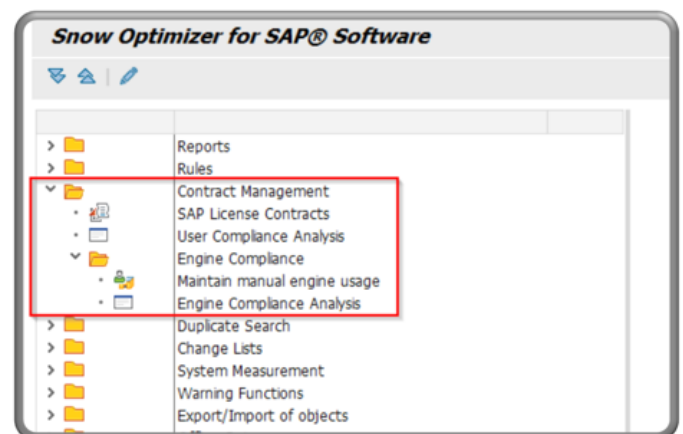 Snow Optimizer for SAP® Software
Reports
Rules
Contract Management
SAP License Contracts
User Compliance Analysis
Engine Compliance
Maintain manual engine usage
Engine Compliance Analysis
Duplicate Search
Change Lists
System Measurement
Warning Functions
Export/Import of objects